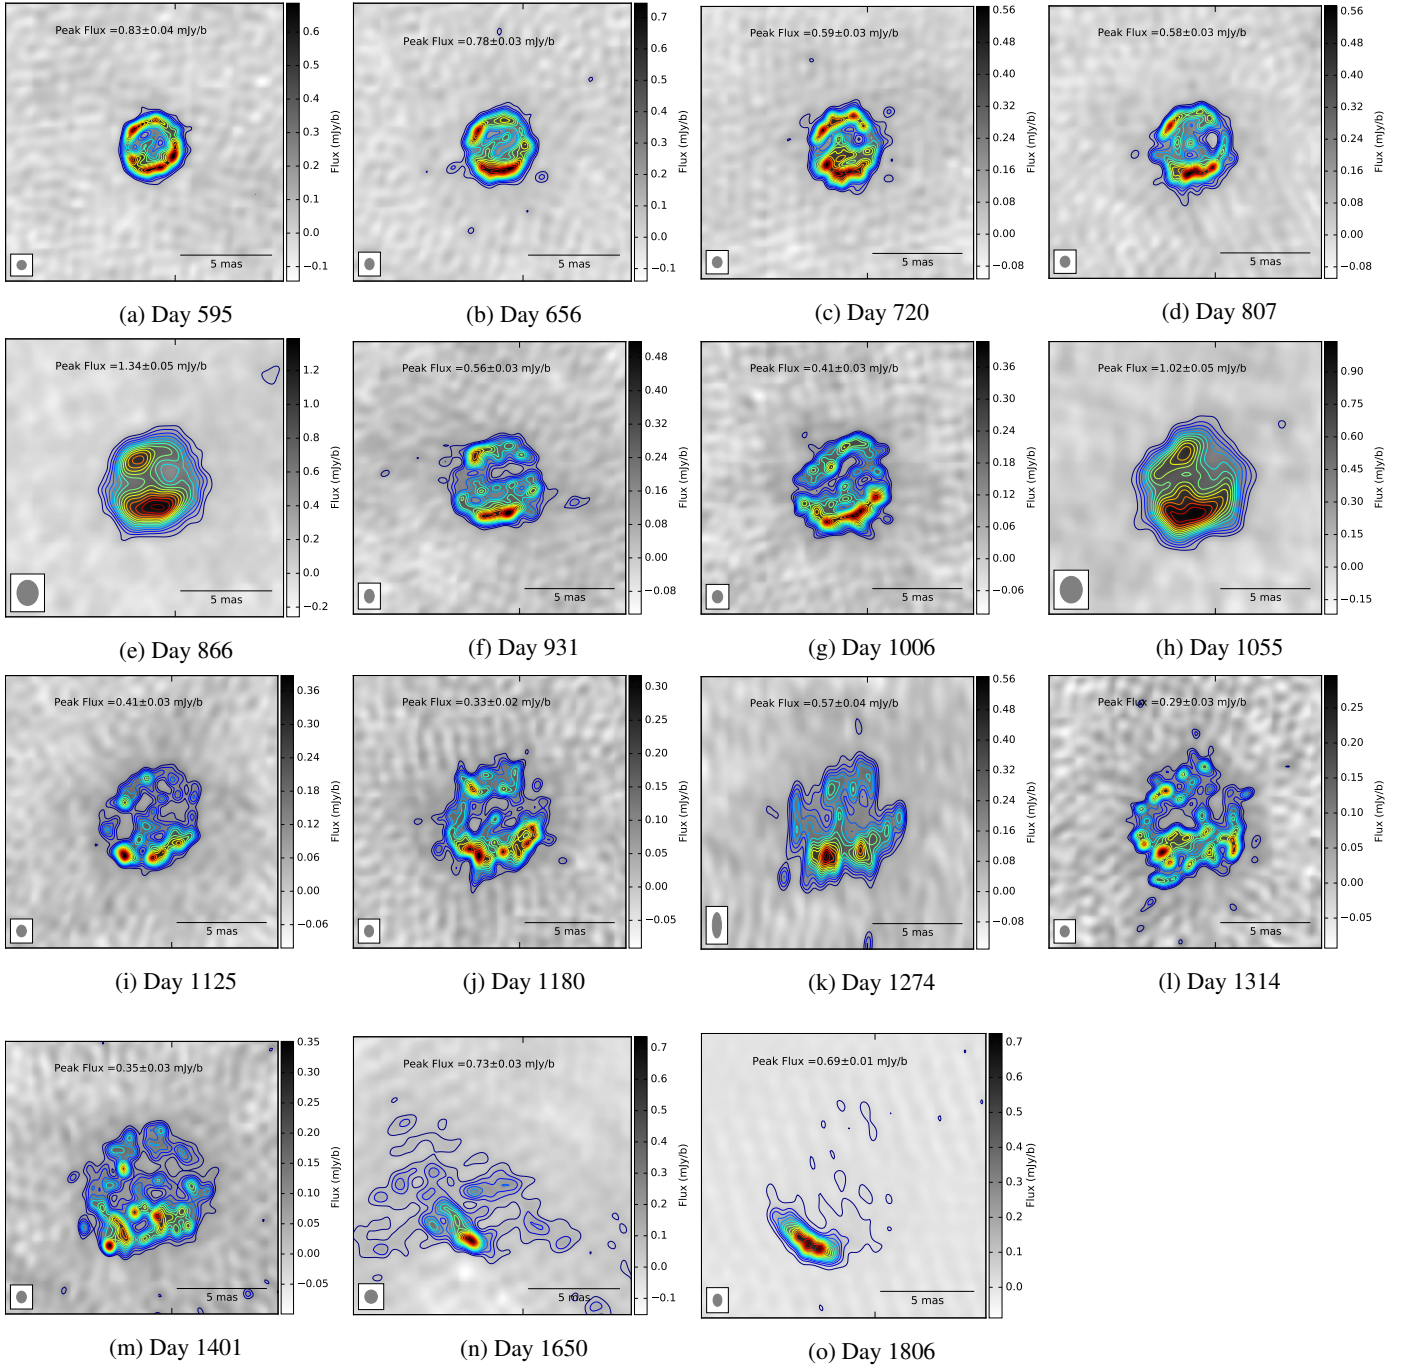 Peak Flux =0.83±0.04 mJy/b
0.6
0.5
0.4
0.3
0.2
0.1
0.0
−0.1
Flux (mJy/b)
5 mas
(a) Day 595
Peak Flux =0.78±0.03 mJy/b
0.7
0.6
0.5
0.4
0.3
0.2
0.1
0.0
−0.1
Flux (mJy/b)
5 mas
(b) Day 656
Peak Flux =0.59±0.03 mJy/b
0.56
0.48
0.40
0.32
0.24
0.16
0.08
0.00
−0.08
Flux (mJy/b)
5 mas
(c) Day 720
Peak Flux =0.58±0.03 mJy/b
0.56
0.48
0.40
0.32
0.24
0.16
0.08
0.00
−0.08
Flux (mJy/b)
5 mas
(d) Day 807
Peak Flux =1.34±0.05 mJy/b
1.2
1.0
0.8
0.6
0.4
0.2
0.0
−0.2
Flux (mJy/b)
5 mas
(e) Day 866
Peak Flux =0.56±0.03 mJy/b
0.48
0.40
0.32
0.24
0.16
0.08
0.00
−0.08
Flux (mJy/b)
5 mas
(f) Day 931
Peak Flux =0.41±0.03 mJy/b
0.36
0.30
0.24
0.18
0.12
0.06
0.00
−0.06
Flux (mJy/b)
5 mas
(g) Day 1006
Peak Flux =1.02±0.05 mJy/b
0.90
0.75
0.60
0.45
0.30
0.15
0.00
−0.15
Flux (mJy/b)
5 mas
(h) Day 1055
Peak Flux =0.41±0.03 mJy/b
0.36
0.30
0.24
0.18
0.12
0.06
0.00
−0.06
Flux (mJy/b)
5 mas
(i) Day 1125
Peak Flux =0.33±0.02 mJy/b
0.30
0.25
0.20
0.15
0.10
0.05
0.00
−0.05
Flux (mJy/b)
5 mas
(j) Day 1180
Peak Flux =0.57±0.04 mJy/b
0.56
0.48
0.40
0.32
0.24
0.16
0.08
0.00
−0.08
Flux (mJy/b)
5 mas
(k) Day 1274
Peak Flux =0.29±0.03 mJy/b
0.25
0.20
0.15
0.10
0.05
0.00
−0.05
Flux (mJy/b)
5 mas
(l) Day 1314
Peak Flux =0.35±0.03 mJy/b
0.35
0.30
0.25
0.20
0.15
0.10
0.05
0.00
−0.05
Flux (mJy/b)
5 mas
(m) Day 1401
Peak Flux =0.73±0.03 mJy/b
0.7
0.6
0.5
0.4
0.3
0.2
0.1
0.0
−0.1
Flux (mJy/b)
5 mas
(n) Day 1650
Peak Flux =0.69±0.01 mJy/b
0.7
0.6
0.5
0.4
0.3
0.2
0.1
0.0
Flux (mJy/b)
5 mas
(o) Day 1806